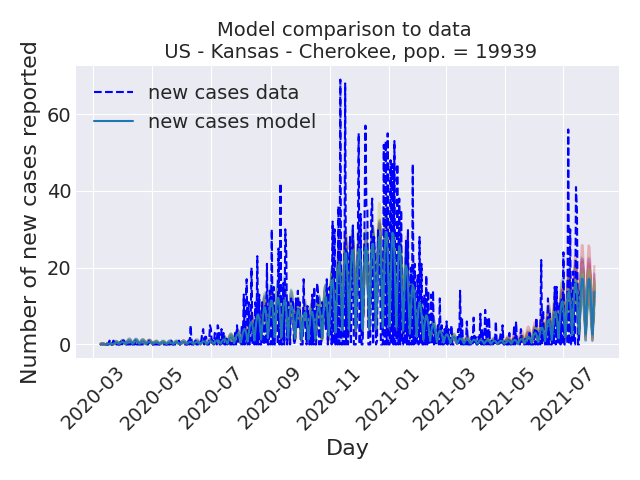 Model comparison to data
US - Kansas - Cherokee, pop. = 19939
Number of new cases reported
60
40
20
0
new cases data
new cases model
2020-03
2020-05
2020-07
2020-09
2020-11
2021-01
2021-03
2021-05
2021-07
Day